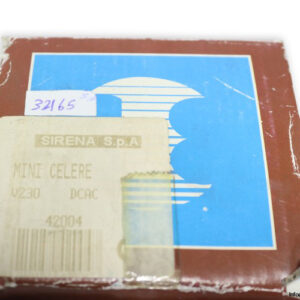 32165
SIRENA S.p.A
MINI CELERE
V230 DCAC
42004